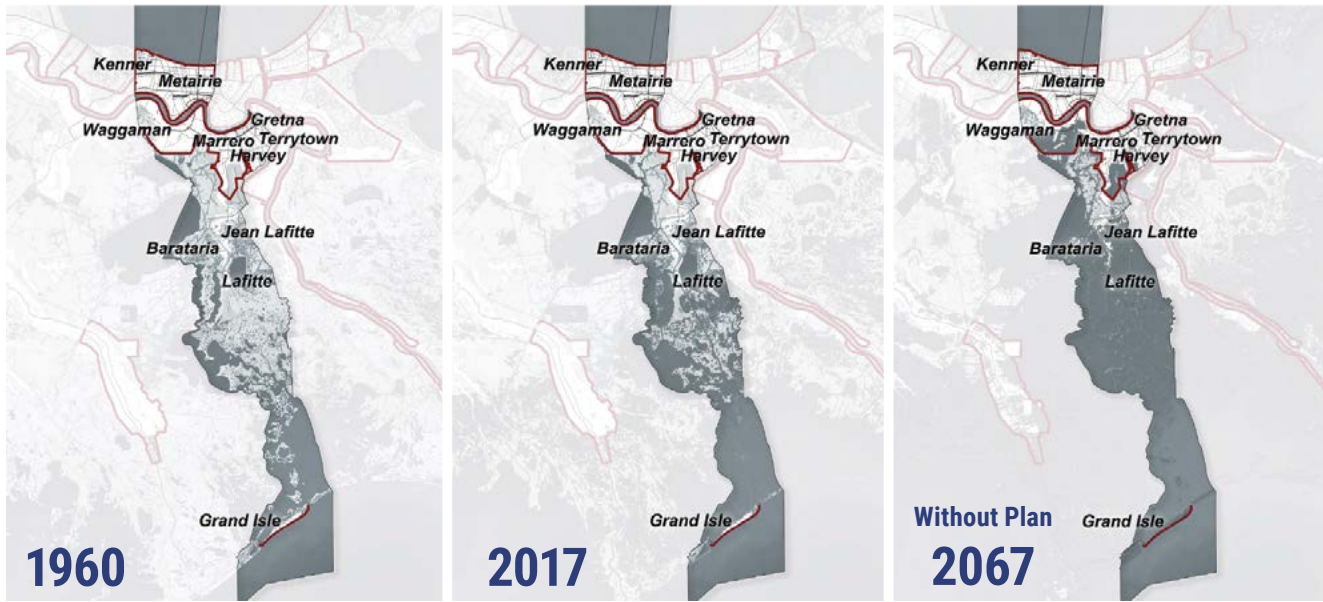 Kenner
Metairie
Gretna
Waggaman
Marrero Terrytown
Harvey
Jean Lafitte
Barataria
Lafitte
Grand Isle
1960
Kenner
Metairie
Gretna
Waggaman
Marrero Terrytown
Harvey
Jean Lafitte
Barataria
Lafitte
Grand Isle
2017
Kenner
Metairie
Gretna
Waggaman
Marrero Terrytown
Harvey
Jean Lafitte
Barataria
Lafitte
Without Plan
Grand Isle
2067